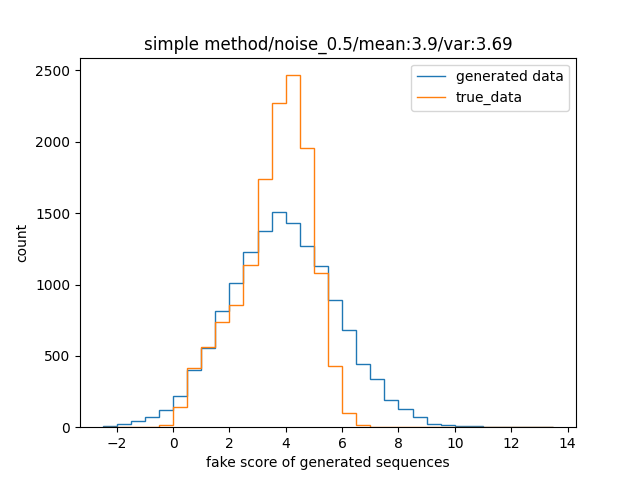 simple method/noise_0.5/mean:3.9/var:3.69
generated data
true_data
count
2500
2000
1500
1000
500
0
−2 0 2 4 6 8 10 12 14
fake score of generated sequences